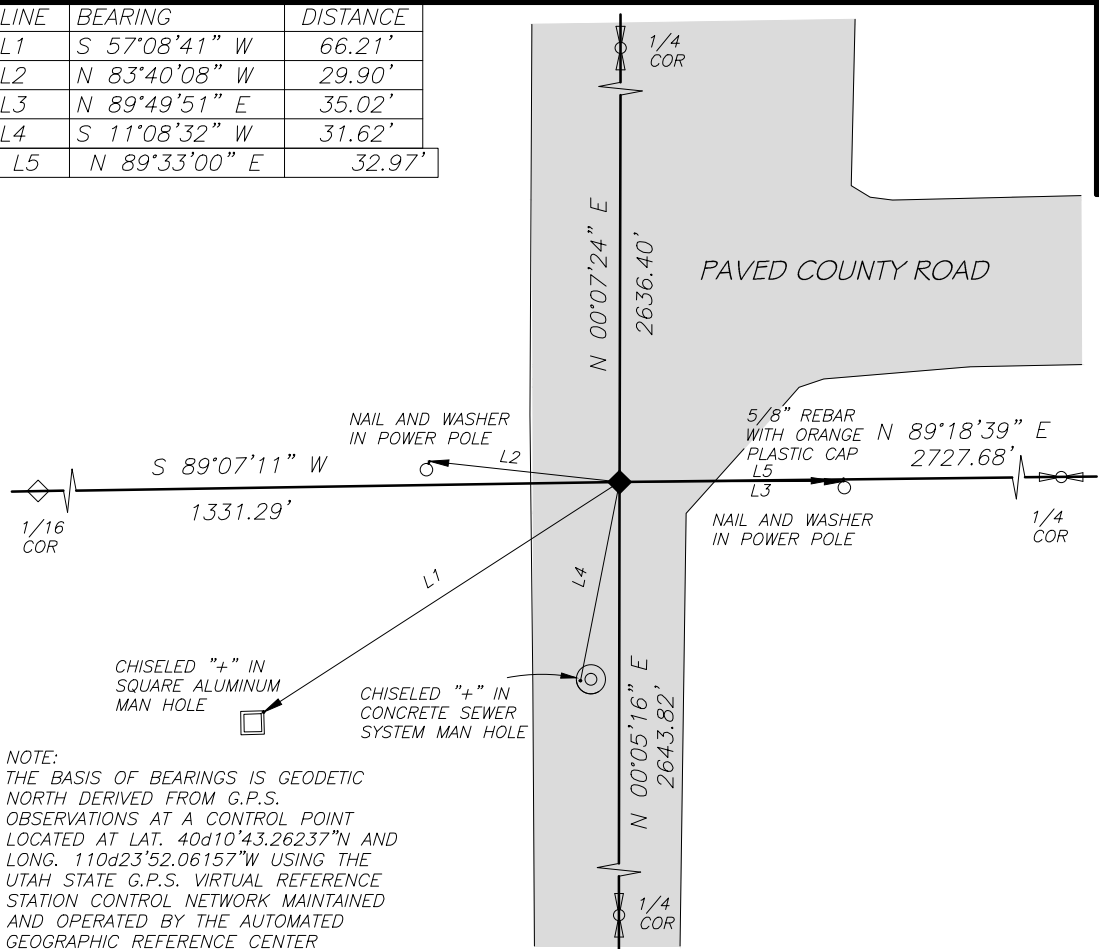 LINE BEARING DISTANCE
L1 S 57°08'41" W 66.21'
L2 N 83°40'08" W 29.90'
L3 N 89°49'51" E 35.02'
L4 S 11°08'32" W 31.62'
L5 N 89°33'00" E 32.97'
1/4
COR
N 00°07'24" E
2636.40'
PAVED COUNTY ROAD
NAIL AND WASHER
IN POWER POLE
L2
5/8" REBAR
WITH ORANGE
PLASTIC CAP
L5
L3
N 89°18'39" E
2727.68'
S 89°07'11" W
1331.29'
1/16
COR
NAIL AND WASHER
IN POWER POLE
1/4
COR
L1
L4
CHISELED "+" IN
SQUARE ALUMINUM
MAN HOLE
CHISELED "+" IN
CONCRETE SEWER
SYSTEM MAN HOLE
N 00°05'16" E
2643.82'
1/4
COR
NOTE:
THE BASIS OF BEARINGS IS GEODETIC
NORTH DERIVED FROM G.P.S.
OBSERVATIONS AT A CONTROL POINT
LOCATED AT LAT. 40d10'43.26237"N AND
LONG. 110d23'52.06157"W USING THE
UTAH STATE G.P.S. VIRTUAL REFERENCE
STATION CONTROL NETWORK MAINTAINED
AND OPERATED BY THE AUTOMATED
GEOGRAPHIC REFERENCE CENTER